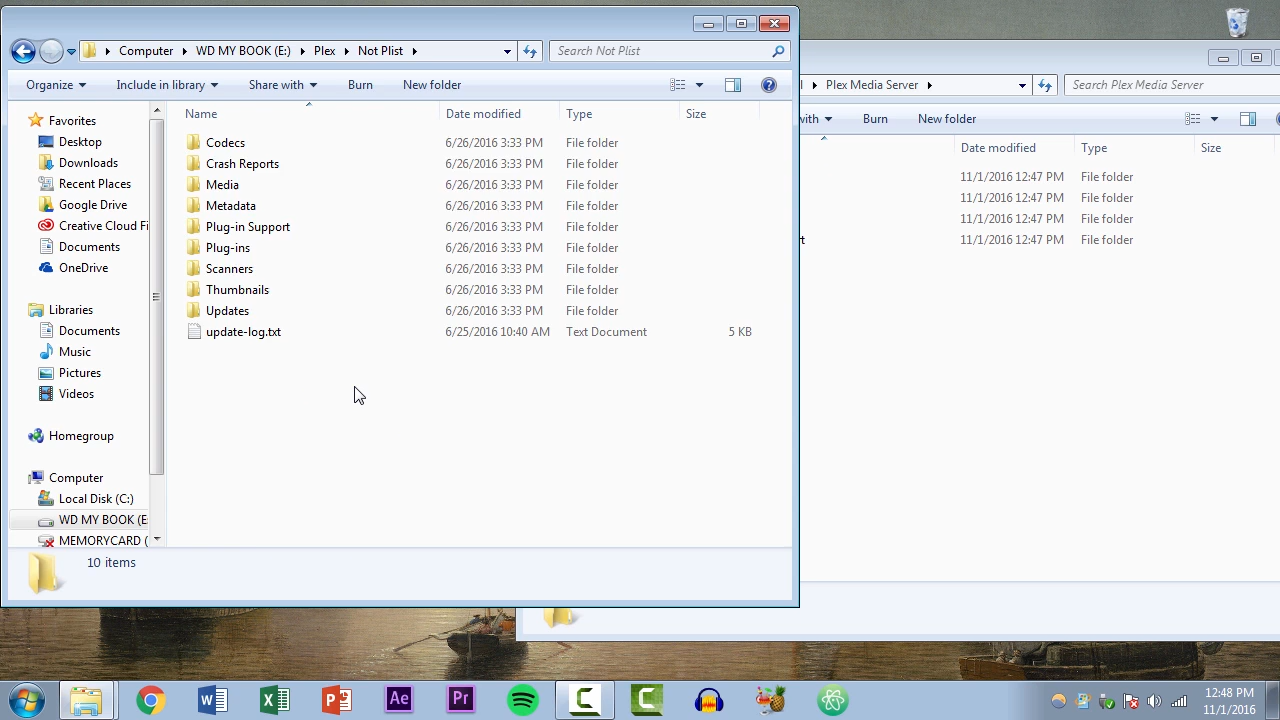 Computer WD MY BOOK (E:) Plex Not Plist
Search Not Plist
Organize Include in library Share with Burn New folder
Name Date modified Type Size
Favorites
Desktop
Downloads
Recent Places
Google Drive
Creative Cloud Fi
Documents
OneDrive
Libraries
Documents
Music
Pictures
Videos
Homegroup
Computer
Local Disk (C:)
WD MY BOOK (E
MEMORYCARD (
Codecs 6/26/2016 3:33 PM File folder
Crash Reports 6/26/2016 3:33 PM File folder
Media 6/26/2016 3:33 PM File folder
Metadata 6/26/2016 3:33 PM File folder
Plug-in Support 6/26/2016 3:33 PM File folder
Plug-ins 6/26/2016 3:33 PM File folder
Scanners 6/26/2016 3:33 PM File folder
Thumbnails 6/26/2016 3:33 PM File folder
Updates 6/26/2016 3:33 PM File folder
update-log.txt 6/25/2016 10:40 AM Text Document 5 KB
10 items
l Plex Media Server
Search Plex Media Server
with Burn New folder
Date modified Type Size
11/1/2016 12:47 PM File folder
11/1/2016 12:47 PM File folder
11/1/2016 12:47 PM File folder
t 11/1/2016 12:47 PM File folder
Ae
Pr
12:48 PM
11/1/2016